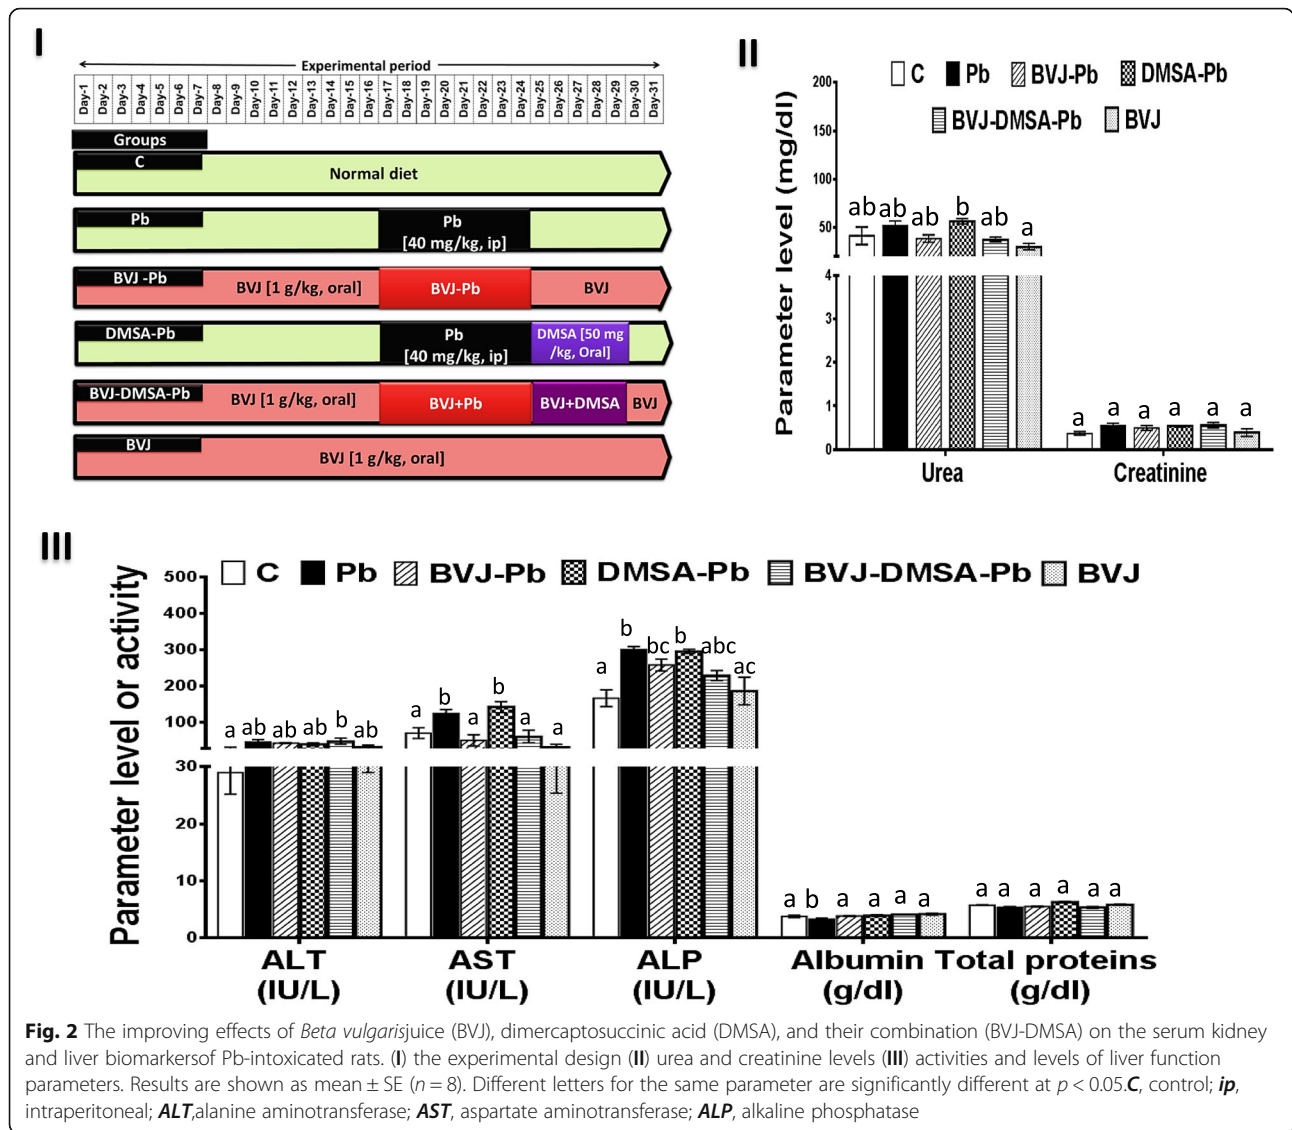 I
Experimental period
Day-1 Day-2 Day-3 Day-4 Day-5 Day-6 Day-7 Day-8 Day-9 Day-10 Day-11 Day-12 Day-13 Day-14 Day-15 Day-16 Day-17 Day-18 Day-19 Day-20 Day-21 Day-22 Day-23 Day-24 Day-25 Day-26 Day-27 Day-28 Day-29 Day-30 Day-31
Groups
C
Normal diet
Pb
Pb
[40 mg/kg, ip]
BVJ -Pb
BVJ [1 g/kg, oral]
BVJ-Pb
BVJ
DMSA-Pb
Pb
[40 mg/kg, ip]
DMSA [50 mg
/kg, Oral]
BVJ-DMSA-Pb
BVJ [1 g/kg, oral]
BVJ+Pb
BVJ+DMSA
BVJ
BVJ
BVJ [1 g/kg, oral]
II
C Pb BVJ-Pb DMSA-Pb
BVJ-DMSA-Pb BVJ
Parameter level (mg/dl)
200
150
100
50
4
3
2
1
0
ab ab ab b ab a
a a a a a a
Urea Creatinine
III
C Pb BVJ-Pb DMSA-Pb BVJ-DMSA-Pb BVJ
Parameter level or activity
500
400
300
200
100
30
20
10
0
a ab ab ab b ab
a b a b a a
a b bc b abc ac
a b a a a a
a a a a a a
ALT AST ALP Albumin Total proteins
(IU/L) (IU/L) (IU/L) (g/dl) (g/dl)
Fig. 2 The improving effects of Beta vulgarisjuice (BVJ), dimercaptosuccinic acid (DMSA), and their combination (BVJ-DMSA) on the serum kidney
and liver biomarkersof Pb-intoxicated rats. (I) the experimental design (II) urea and creatinine levels (III) activities and levels of liver function
parameters. Results are shown as mean ± SE (n = 8). Different letters for the same parameter are significantly different at p < 0.05.C, control; ip,
intraperitoneal; ALT,alanine aminotransferase; AST, aspartate aminotransferase; ALP, alkaline phosphatase